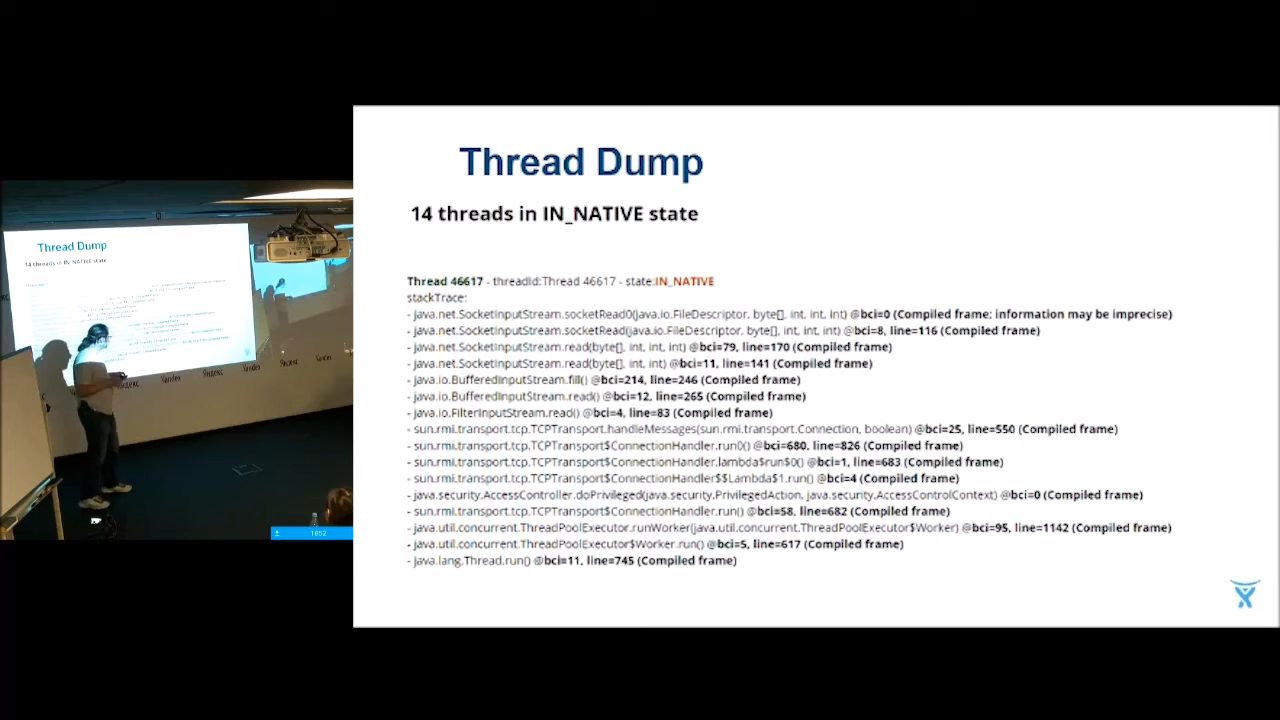 Thread Dump
14 threads in IN_NATIVE state
Thread 46617 - threadId:Thread 46617 - state:IN_NATIVE
stackTrace:
- java.net.SocketInputStream.socketRead0(java.io.FileDescriptor, byte[], int, int, int) @bci=0 (Compiled frame; information may be imprecise)
- java.net.SocketInputStream.socketRead(java.io.FileDescriptor, byte[], int, int, int) @bci=8, line=116 (Compiled frame)
- java.net.SocketInputStream.read(byte[], int, int, int) @bci=79, line=170 (Compiled frame)
- java.net.SocketInputStream.read(byte[], int, int) @bci=11, line=141 (Compiled frame)
- java.io.BufferedInputStream.fill() @bci=214, line=246 (Compiled frame)
- java.io.BufferedInputStream.read() @bci=12, line=265 (Compiled frame)
- java.io.FilterInputStream.read() @bci=4, line=83 (Compiled frame)
- sun.rmi.transport.tcp.TCPTransport.handleMessages(sun.rmi.transport.Connection, boolean) @bci=25, line=550 (Compiled frame)
- sun.rmi.transport.tcp.TCPTransport$ConnectionHandler.run0() @bci=680, line=826 (Compiled frame)
- sun.rmi.transport.tcp.TCPTransport$ConnectionHandler.lambda$run$0() @bci=1, line=683 (Compiled frame)
- sun.rmi.transport.tcp.TCPTransport$ConnectionHandler$$Lambda$1.run() @bci=4 (Compiled frame)
- java.security.AccessController.doPrivileged(java.security.PrivilegedAction, java.security.AccessControlContext) @bci=0 (Compiled frame)
- sun.rmi.transport.tcp.TCPTransport$ConnectionHandler.run() @bci=58, line=682 (Compiled frame)
- java.util.concurrent.ThreadPoolExecutor.runWorker(java.util.concurrent.ThreadPoolExecutor$Worker) @bci=95, line=1142 (Compiled frame)
- java.util.concurrent.ThreadPoolExecutor$Worker.run() @bci=5, line=617 (Compiled frame)
- java.lang.Thread.run() @bci=11, line=745 (Compiled frame)
Thread Dump
14 threads in IN_NATIVE state
Яндекс Yandex Яндекс Yandex Яндекс Yandex
1652